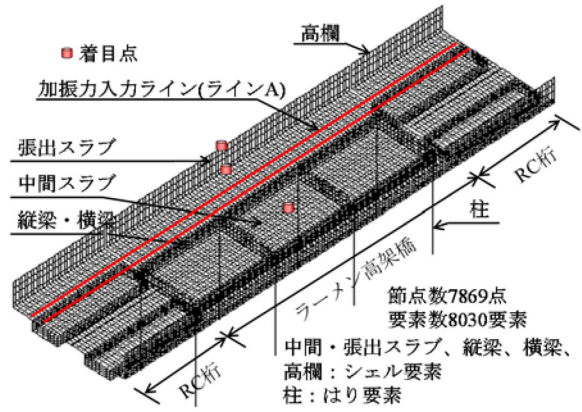 高欄
着目点
加振力入力ライン(ラインA)
張出スラブ
中間スラブ
縦梁・横梁
RC桁
柱
ラーメン高架橋
節点数7869点
要素数8030要素
RC桁
中間・張出スラブ、縦梁、横梁、
高欄：シェル要素
柱：はり要素